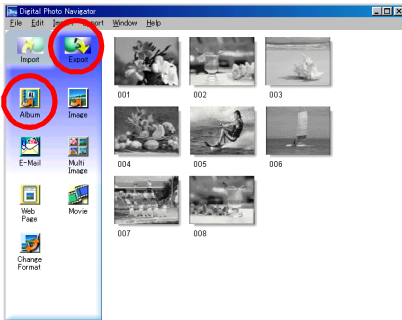 Digital Photo Navigator
File Edit Export Window Help
Import Export
001 002 003
Album Image
004 005 006
E-Mail Multi Image
Web Page Movie
007 008
Change Format